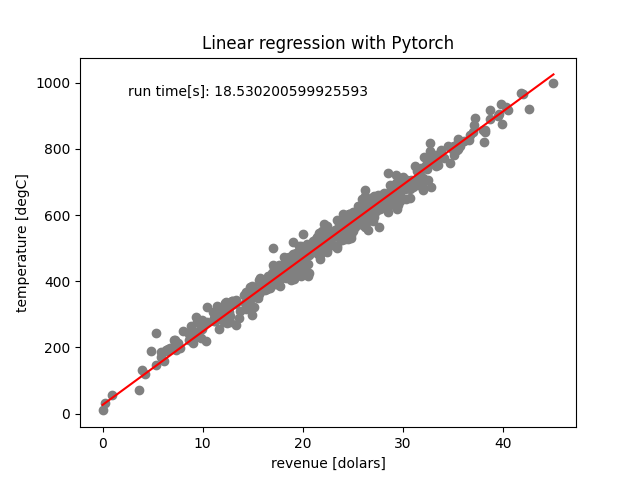 Linear regression with Pytorch
run time[s]: 18.530200599925593
1000
800
600
400
200
0
temperature [degC]
0 10 20 30 40
revenue [dolars]